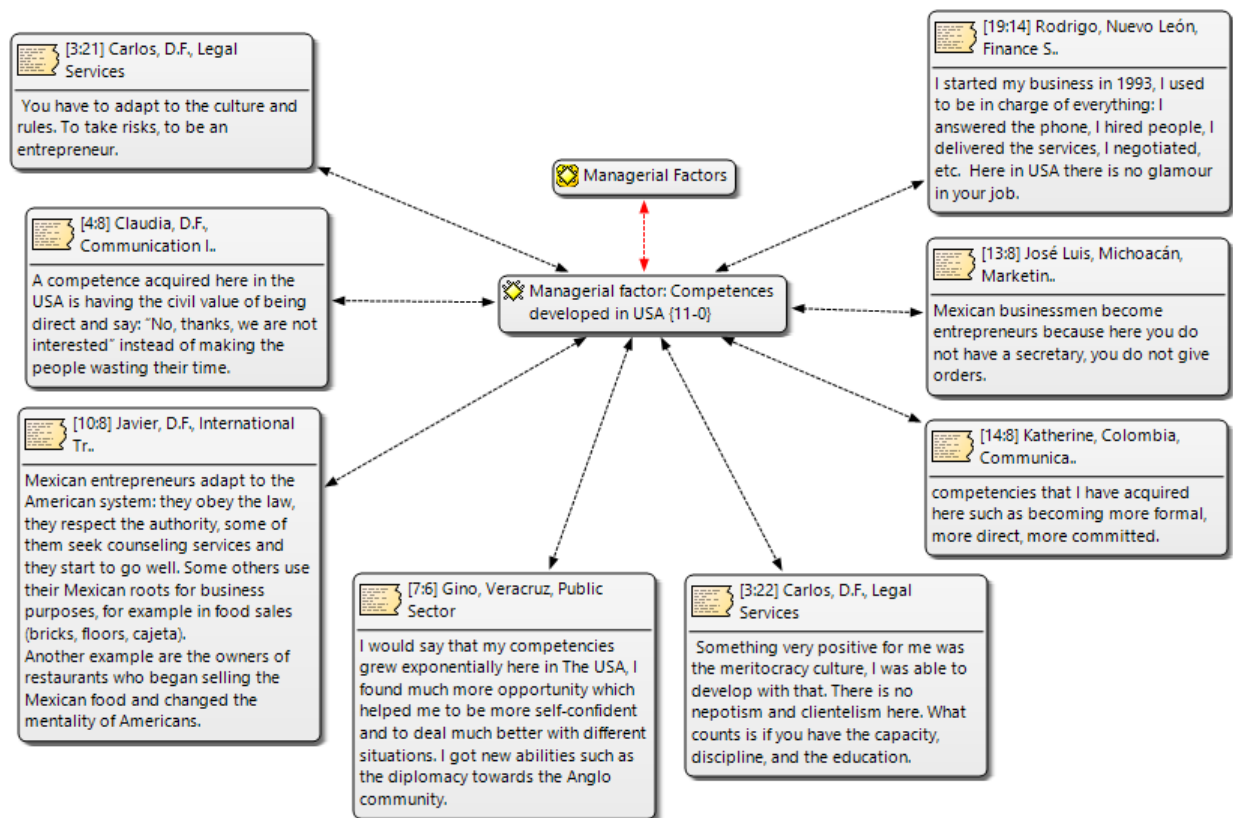 [3:21] Carlos, D.F., Legal
Services
You have to adapt to the culture and
rules. To take risks, to be an
entrepreneur.
[4:8] Claudia, D.F.,
Communication I..
A competence acquired here in the
USA is having the civil value of being
direct and say: “No, thanks, we are not
interested” instead of making the
people wasting their time.
[10:8] Javier, D.F., International
Tr..
Mexican entrepreneurs adapt to the
American system: they obey the law,
they respect the authority, some of
them seek counseling services and
they start to go well. Some others use
their Mexican roots for business
purposes, for example in food sales
(bricks, floors, cajeta).
Another example are the owners of
restaurants who began selling the
Mexican food and changed the
mentality of Americans.
Managerial Factors
Managerial factor: Competences
developed in USA {11-0}
[7:6] Gino, Veracruz, Public
Sector
I would say that my competencies
grew exponentially here in The USA, I
found much more opportunity which
helped me to be more self-confident
and to deal much better with different
situations. I got new abilities such as
the diplomacy towards the Anglo
community.
[3:22] Carlos, D.F., Legal
Services
Something very positive for me was
the meritocracy culture, I was able to
develop with that. There is no
nepotism and clientelism here. What
counts is if you have the capacity,
discipline, and the education.
[19:14] Rodrigo, Nuevo León,
Finance S..
I started my business in 1993, I used
to be in charge of everything: I
answered the phone, I hired people, I
delivered the services, I negotiated,
etc. Here in USA there is no glamour
in your job.
[13:8] José Luis, Michoacán,
Marketin..
Mexican businessmen become
entrepreneurs because here you do
not have a secretary, you do not give
orders.
[14:8] Katherine, Colombia,
Communica..
competencies that I have acquired
here such as becoming more formal,
more direct, more committed.